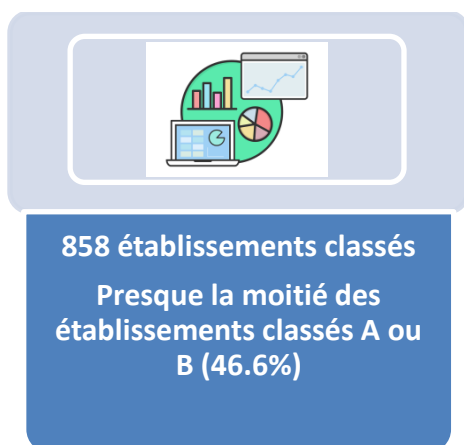 858 établissements classés
Presque la moitié des
établissements classés A ou
B (46.6%)